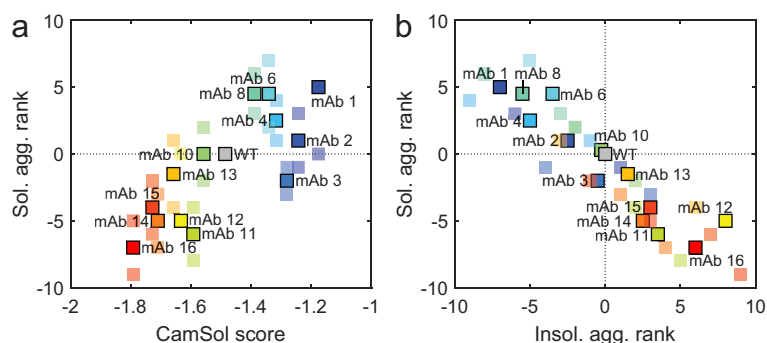 a
10
5
0
-5
-10
Sol. agg. rank
mAb 6
mAb 8
mAb 1
mAb 4
mAb 2
mAb 10
WT
mAb 13
mAb 3
mAb 15
mAb 14
mAb 12
mAb 11
mAb 16
-2 -1.8 -1.6 -1.4 -1.2 -1
CamSol score
b
10
5
0
-5
-10
Sol. agg. rank
mAb 1 mAb 8
mAb 6
mAb 4
mAb 2
mAb 10
WT
mAb 3
mAb 13
mAb 15
mAb 14
mAb 12
mAb 11
mAb 16
-10 -5 0 5 10
Insol. agg. rank